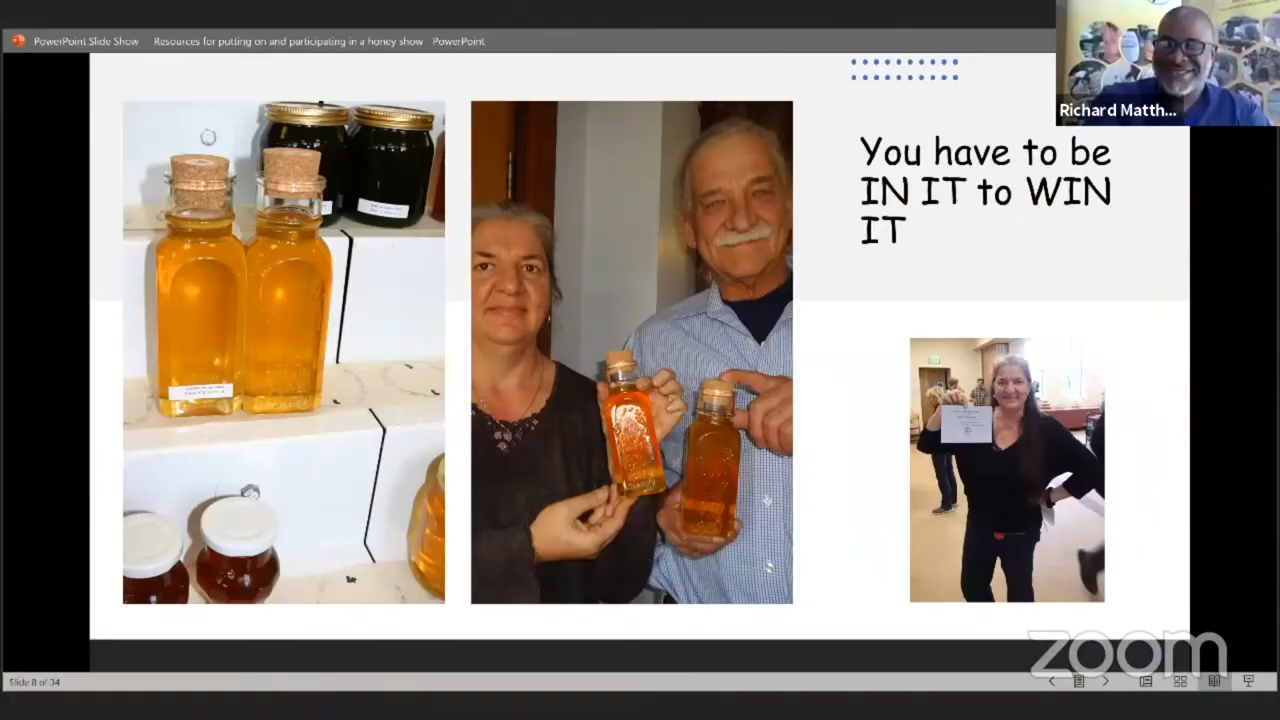 PowerPoint Slide Show Resources for putting on and participating in a honey show PowerPoint
Richard Matth...
You have to be
IN IT to WIN
IT
zoom
Slide 8 of 34